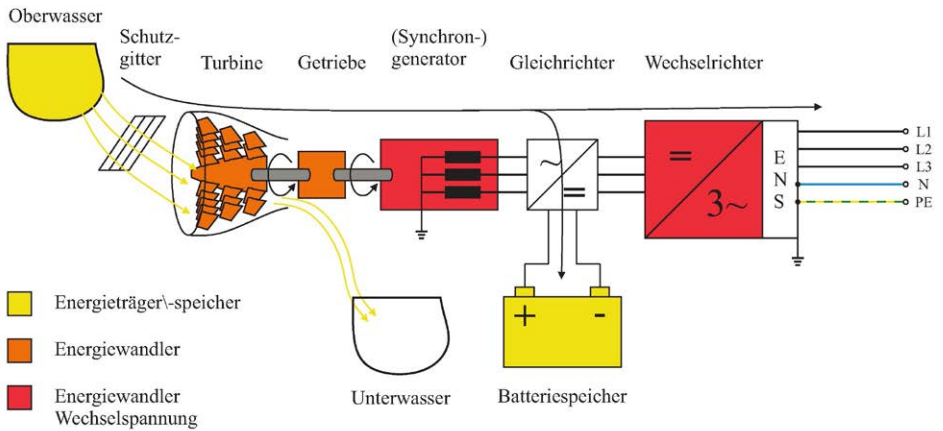 Oberwasser
Schutz-
gitter
Turbine
Getriebe
(Synchron-)
generator
Gleichrichter
Wechselrichter
~
=
=
3~
E
N
S
L1
L2
L3
N
PE
+
-
Energieträger\-speicher
Energiewandler
Energiewandler
Wechselspannung
Unterwasser
Batteriespeicher